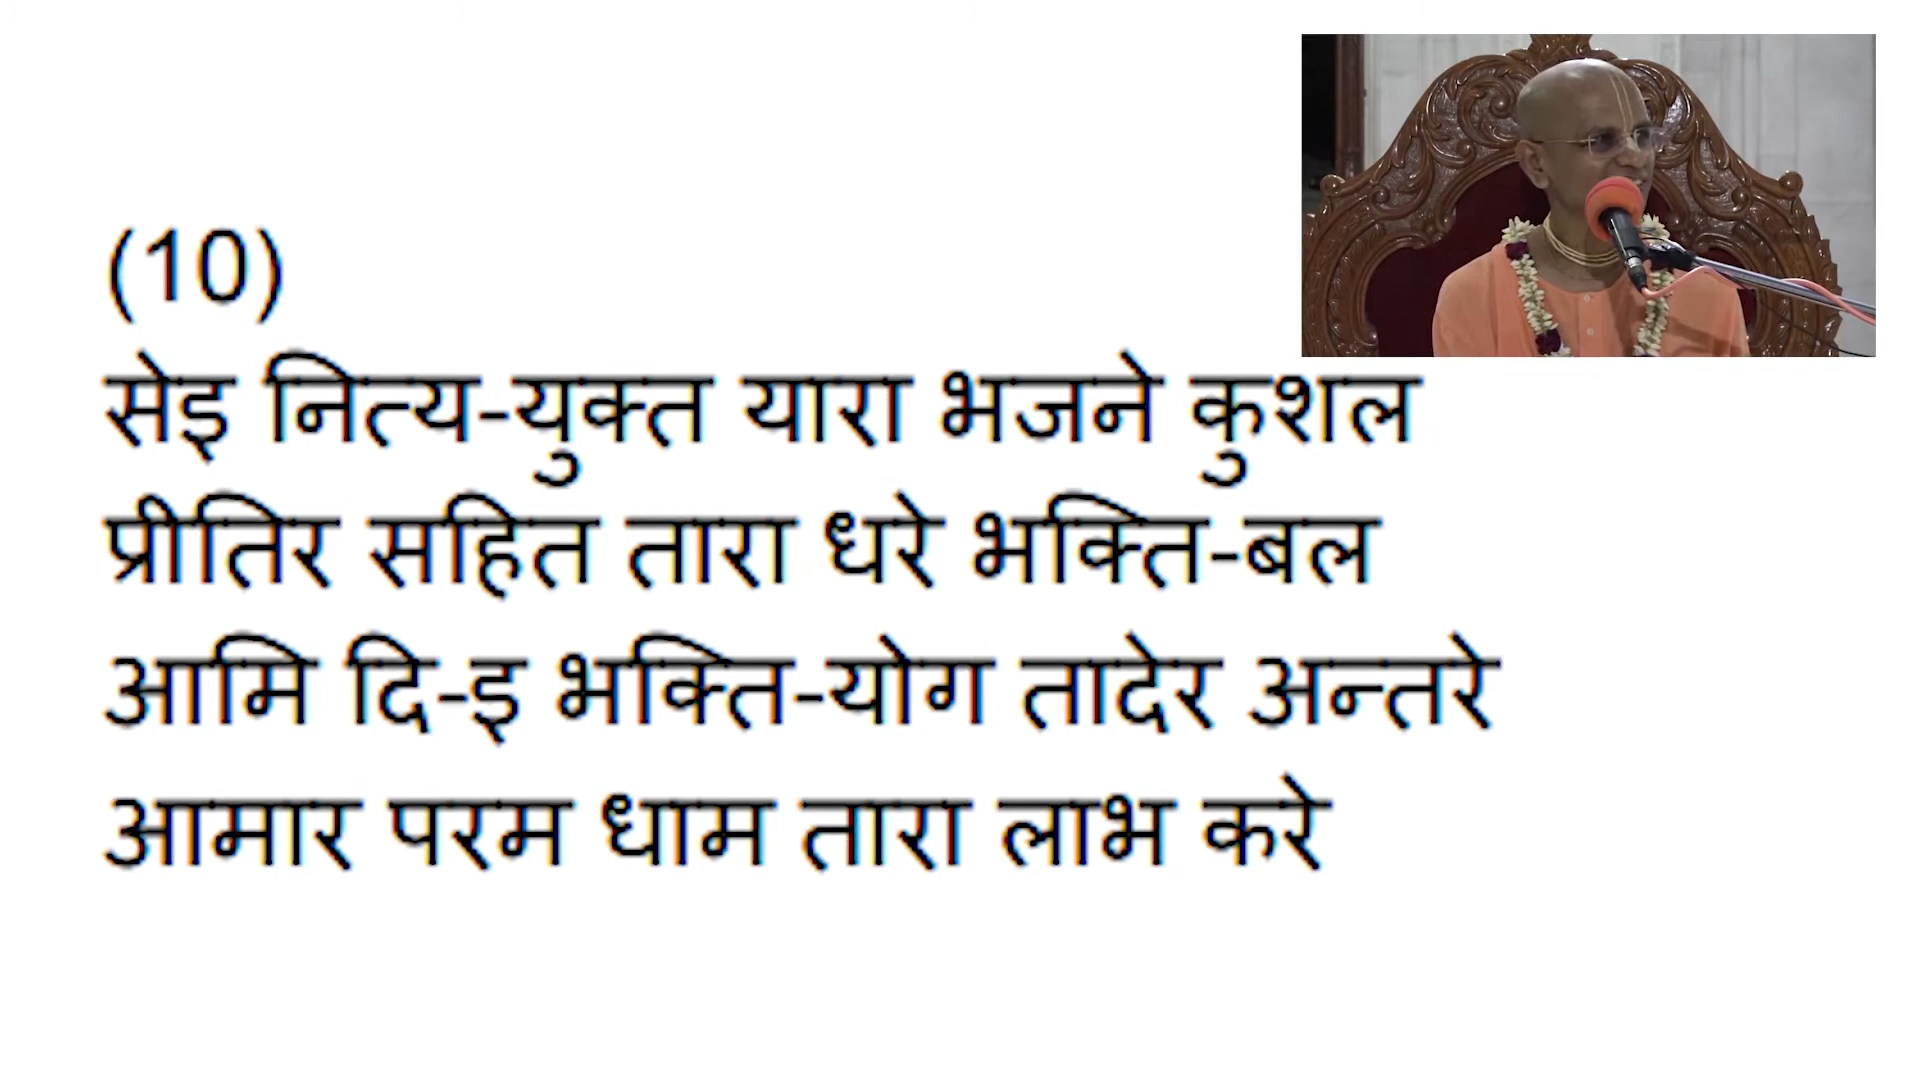 (10)
सेइ नित्य-युक्त यारा भजने कुशल
प्रीतिर सहित तारा धरे भक्ति-बल
आमि दि-इ भक्ति-योग तादेर अन्तरे
आमार परम धाम तारा लाभ करे